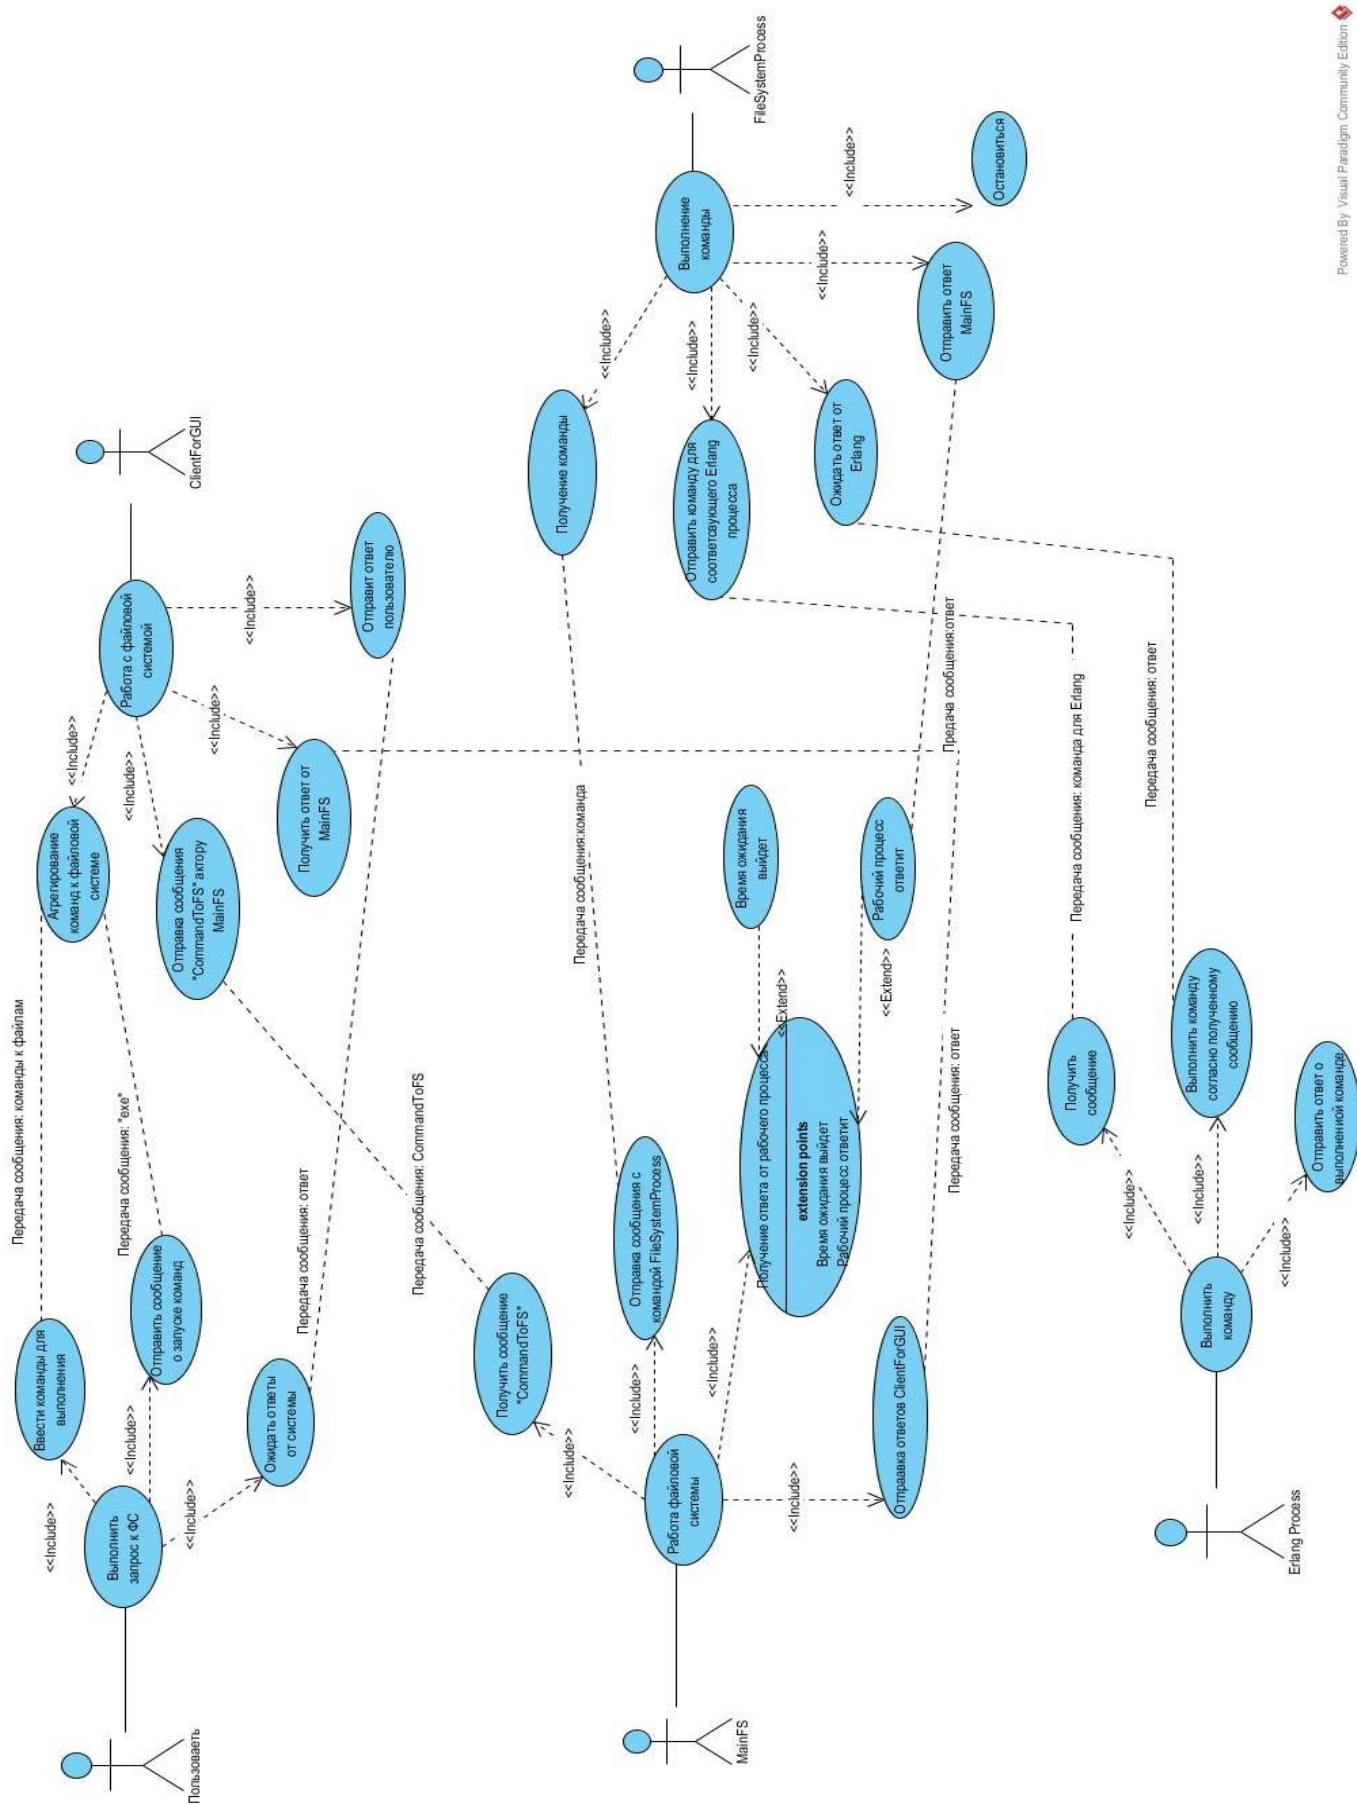 Пользоваеть
Выполнить
запрос к ФС
<<Include>>
<<Include>>
<<Include>>
Ввести команды для
выполнения
Отправить сообщение
о запуске команд
Ожидать ответы
от системы
Передача сообщения: команды к файлам
Передача сообщения: "exe"
Передача сообщения: ответ
Агрегирование
команд к файловой
системе
Отправка сообщения
"CommandToFS" актору
MainFS
Получить ответ от
MainFS
Отправит ответ
пользователю
<<Include>>
<<Include>>
<<Include>>
<<Include>>
Работа с файловой
системой
ClientForGUI
Передача сообщения: CommandToFS
MainFS
Работа файловой
системы
<<Include>>
<<Include>>
<<Include>>
<<Include>>
Получить сообщение
"CommandToFS"
Отправка сообщения с
командой FileSystemProcess
Получение ответа от рабочего процесса
extension points
Время ожидания выйдет
Рабочий процесс ответит
Отпраавка ответов ClientForGUI
<<Extend>>
<<Extend>>
Время ожидания
выйдет
Рабочий процесс
ответит
Передача сообщения:команда
Предача сообщения:ответ
Передача сообщения: ответ
Получение команды
Отправить команду для
соответсвующего Erlang
процесса
Ожидать ответ от
Erlang
Отправить ответ
MainFS
Остановиться
<<Include>>
<<Include>>
<<Include>>
<<Include>>
<<Include>>
Выполнение
команды
FileSystemProcess
Передача сообщения: команда для Erlang
Передача сообщения: ответ
Erlang Process
Выполнить
команду
<<Include>>
<<Include>>
<<Include>>
Получить
сообщение
Выполнить команду
согласно полученному
сообщению
Отправить ответ о
выполнениой команде
Powered By Visual Paradigm Community Edition